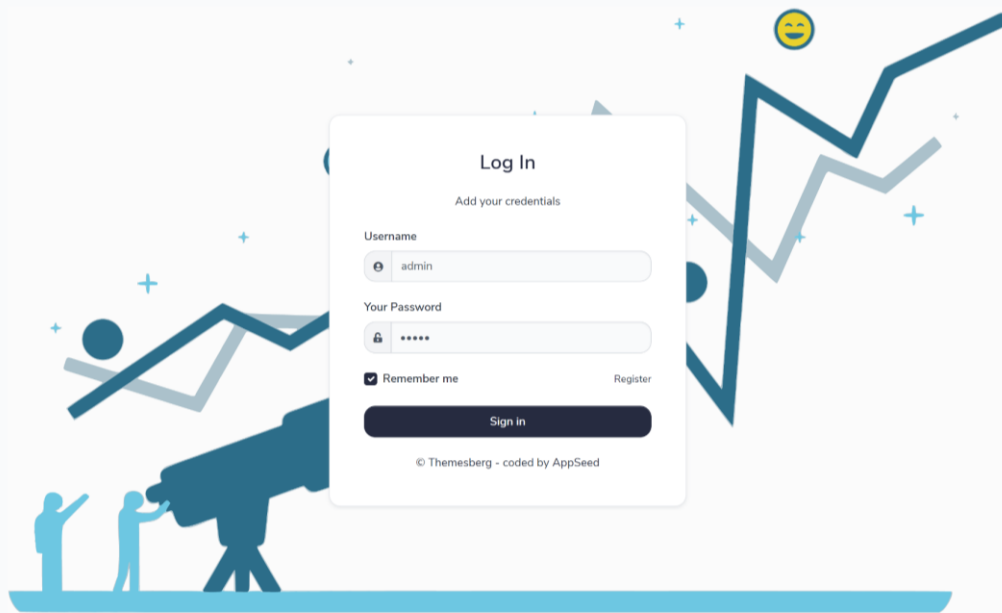 Log In
Add your credentials
Username
admin
Your Password
•••••
Remember me
Register
Sign in
© Themesberg - coded by AppSeed